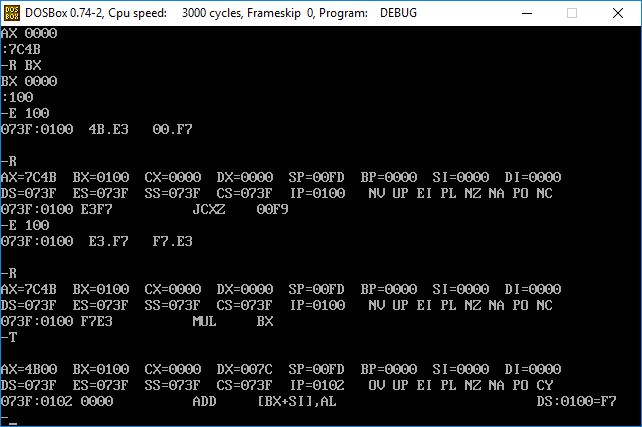 DOSBox 0.74-2, Cpu speed:    3000 cycles, Frameskip  0, Program:    DEBUG
AX 0000
:7C4B
-R BX
BX 0000
:100
-E 100
073F:0100  4B.E3   00.F7
-R
AX=7C4B  BX=0100  CX=0000  DX=0000  SP=00FD  BP=0000  SI=0000  DI=0000
DS=073F  ES=073F  SS=073F  CS=073F  IP=0100   NV UP EI PL NZ NA PO NC
073F:0100 E3F7          JCXZ    00F9
-E 100
073F:0100  E3.F7   F7.E3
-R
AX=7C4B  BX=0100  CX=0000  DX=0000  SP=00FD  BP=0000  SI=0000  DI=0000
DS=073F  ES=073F  SS=073F  CS=073F  IP=0100   NV UP EI PL NZ NA PO NC
073F:0100 F7E3          MUL     BX
-T
AX=4B00  BX=0100  CX=0000  DX=007C  SP=00FD  BP=0000  SI=0000  DI=0000
DS=073F  ES=073F  SS=073F  CS=073F  IP=0102   OV UP EI PL NZ NA PO CY
073F:0102 0000          ADD     [BX+SI],AL                         DS:0100=F7
-_